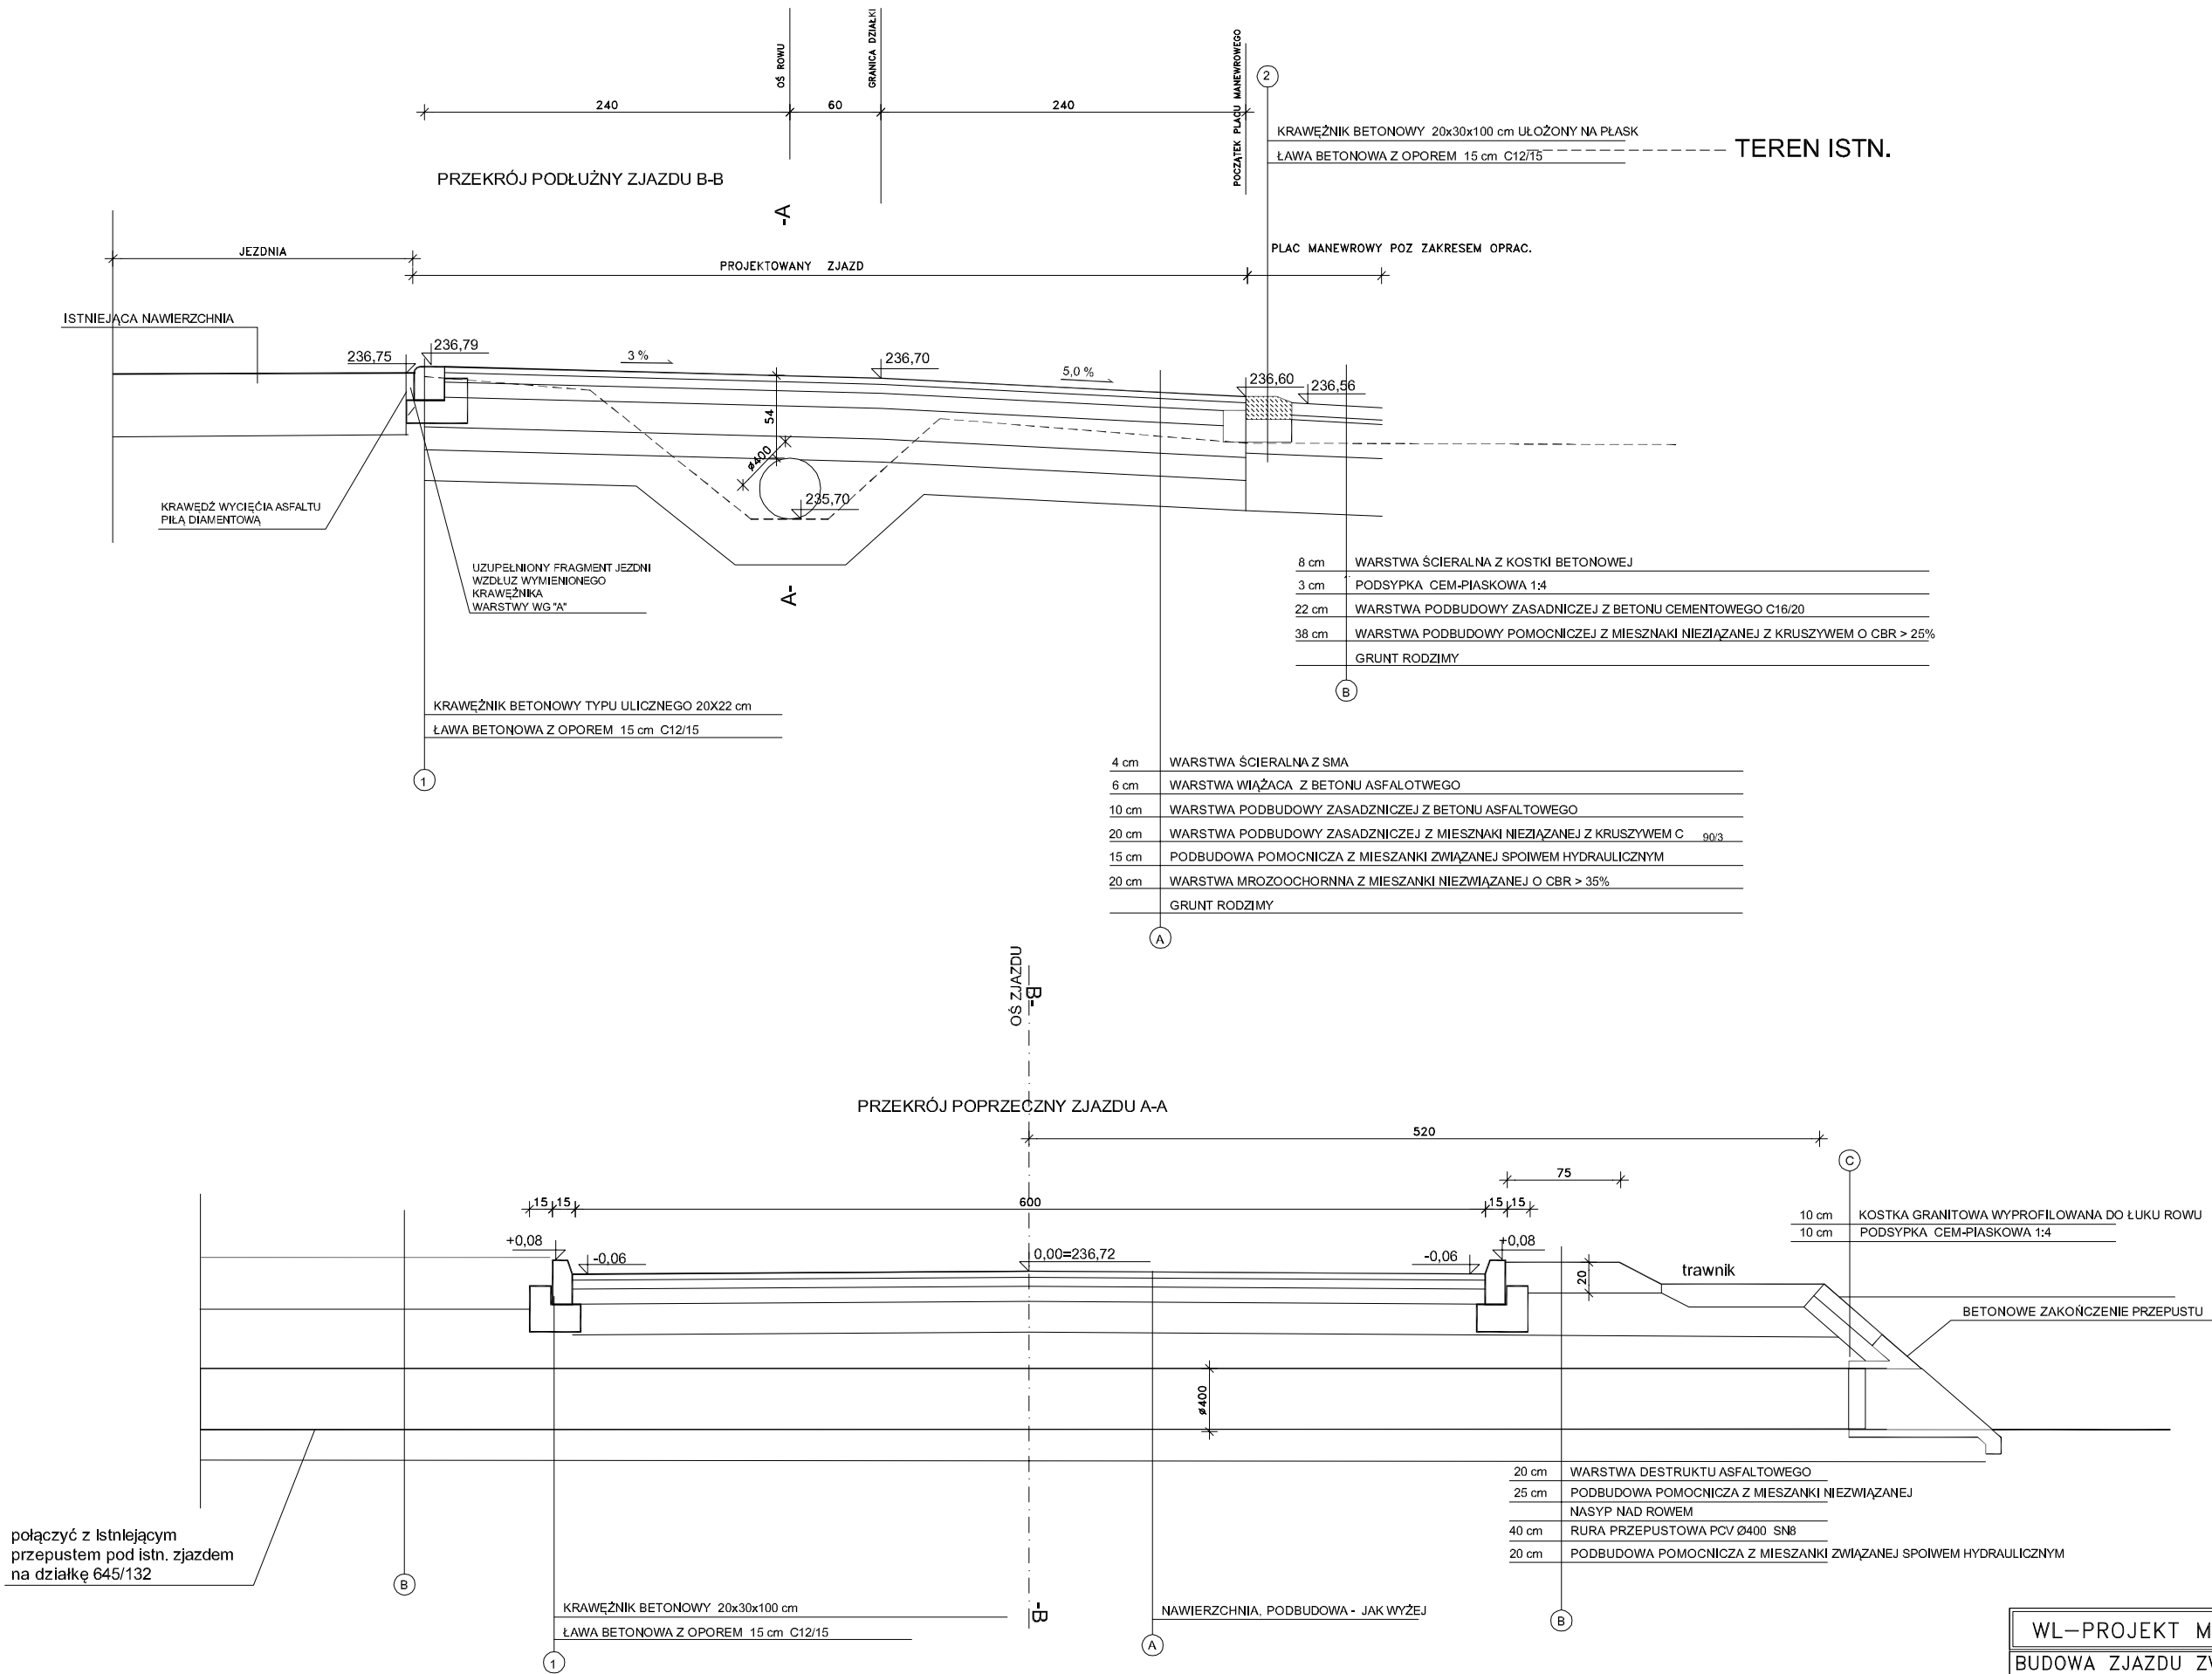 OŚ ROWU
GRANICA DZIAŁKI
POCZĄTEK PLACU MANEWROWEGO
2
240
60
240
KRAWĘŻNIK BETONOWY 20x30x100 cm UŁOŻONY NA PŁASK
ŁAWA BETONOWA Z OPOREM 15 cm C12/15
TEREN ISTN.
PRZEKRÓJ PODŁUŻNY ZJAZDU B-B
-A
JEZDNIA
PROJEKTOWANY ZJAZD
PLAC MANEWROWY POZ ZAKRESEM OPRAC.
ISTNIEJĄCA NAWIERZCHNIA
236,75
236,79
3 %
236,70
5,0 %
236,60
236,56
54
ø400
235,70
KRAWĘDŹ WYCIĘCIA ASFALTU
PIŁĄ DIAMENTOWĄ
UZUPEŁNIONY FRAGMENT JEZDNI
WZDŁUZ WYMIENIONEGO
KRAWĘŻNIKA
WARSTWY WG "A"
A-
8 cm WARSTWA ŚCIERALNA Z KOSTKI BETONOWEJ
3 cm PODSYPKA CEM-PIASKOWA 1:4
22 cm WARSTWA PODBUDOWY ZASADNICZEJ Z BETONU CEMENTOWEGO C16/20
38 cm WARSTWA PODBUDOWY POMOCNICZEJ Z MIESZNAKI NIEZIĄZANEJ Z KRUSZYWEM O CBR > 25%
GRUNT RODZIMY
B
KRAWĘŻNIK BETONOWY TYPU ULICZNEGO 20X22 cm
ŁAWA BETONOWA Z OPOREM 15 cm C12/15
1
4 cm WARSTWA ŚCIERALNA Z SMA
6 cm WARSTWA WIĄŻACA Z BETONU ASFALOTWEGO
10 cm WARSTWA PODBUDOWY ZASADZNICZEJ Z BETONU ASFALTOWEGO
20 cm WARSTWA PODBUDOWY ZASADZNICZEJ Z MIESZNAKI NIEZIĄZANEJ Z KRUSZYWEM C 90/3
15 cm PODBUDOWA POMOCNICZA Z MIESZANKI ZWIĄZANEJ SPOIWEM HYDRAULICZNYM
20 cm WARSTWA MROZOOCHORNNA Z MIESZANKI NIEZWIĄZANEJ O CBR > 35%
GRUNT RODZIMY
A
OŚ ZJAZDU
B-
PRZEKRÓJ POPRZECZNY ZJAZDU A-A
520
C
75
15 15
600
15 15
10 cm KOSTKA GRANITOWA WYPROFILOWANA DO ŁUKU ROWU
10 cm PODSYPKA CEM-PIASKOWA 1:4
+0,08
-0,06
0,00=236,72
-0,06
+0,08
20
trawnik
BETONOWE ZAKOŃCZENIE PRZEPUSTU
ø400
20 cm WARSTWA DESTRUKTU ASFALTOWEGO
25 cm PODBUDOWA POMOCNICZA Z MIESZANKI NIEZWIĄZANEJ
NASYP NAD ROWEM
40 cm RURA PRZEPUSTOWA PCV Ø400 SN8
20 cm PODBUDOWA POMOCNICZA Z MIESZANKI ZWIĄZANEJ SPOIWEM HYDRAULICZNYM
połączyć z Istnlejącym
przepustem pod istn. zjazdem
na działkę 645/132
B
KRAWĘŻNIK BETONOWY 20x30x100 cm
ŁAWA BETONOWA Z OPOREM 15 cm C12/15
1
-B
NAWIERZCHNIA, PODBUDOWA - JAK WYŻEJ
A
B
WL-PROJEKT M
BUDOWA ZJAZDU ZW